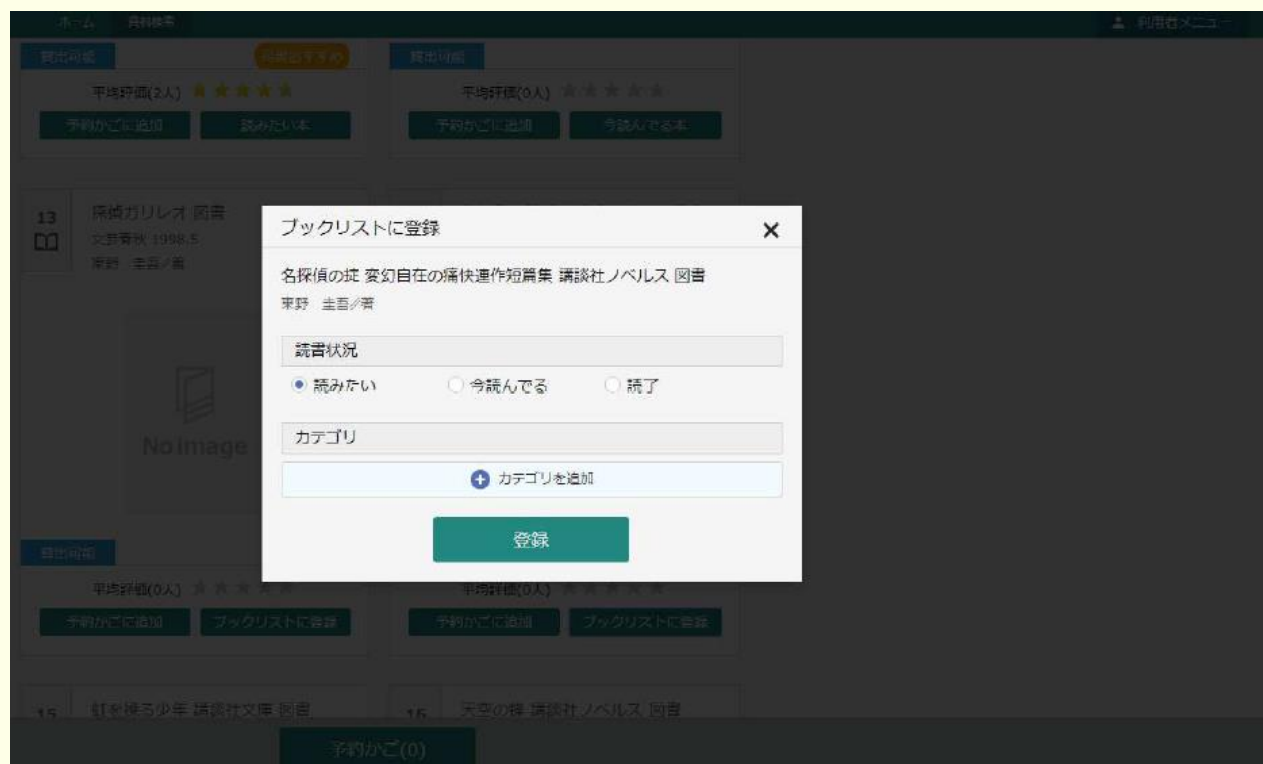 ホーム 資料検索 利用者メニュー
貸出可能 司書おすすめ 貸出可能
平均評価(2人) ★★★★★ 平均評価(0人) ★★★★★
予約かごに追加 読みたい本 予約かごに追加 今読んでる本
13 探偵ガリレオ 図書
文芸春秋 1998.5
東野 圭吾/著
ブックリストに登録
名探偵の掟 変幻自在の痛快連作短篇集 講談社ノベルス 図書
東野 圭吾/著
読書状況
読みたい 今読んでる 読了
カテゴリ
カテゴリを追加
登録
No Image
貸出可能
平均評価(0人) ★★★★★ 平均評価(0人) ★★★★★
予約かごに追加 ブックリストに登録 予約かごに追加 ブックリストに登録
15 虹を操る少年 講談社文庫 図書 16 天空の蜂 講談社ノベルス 図書
予約かご(0)